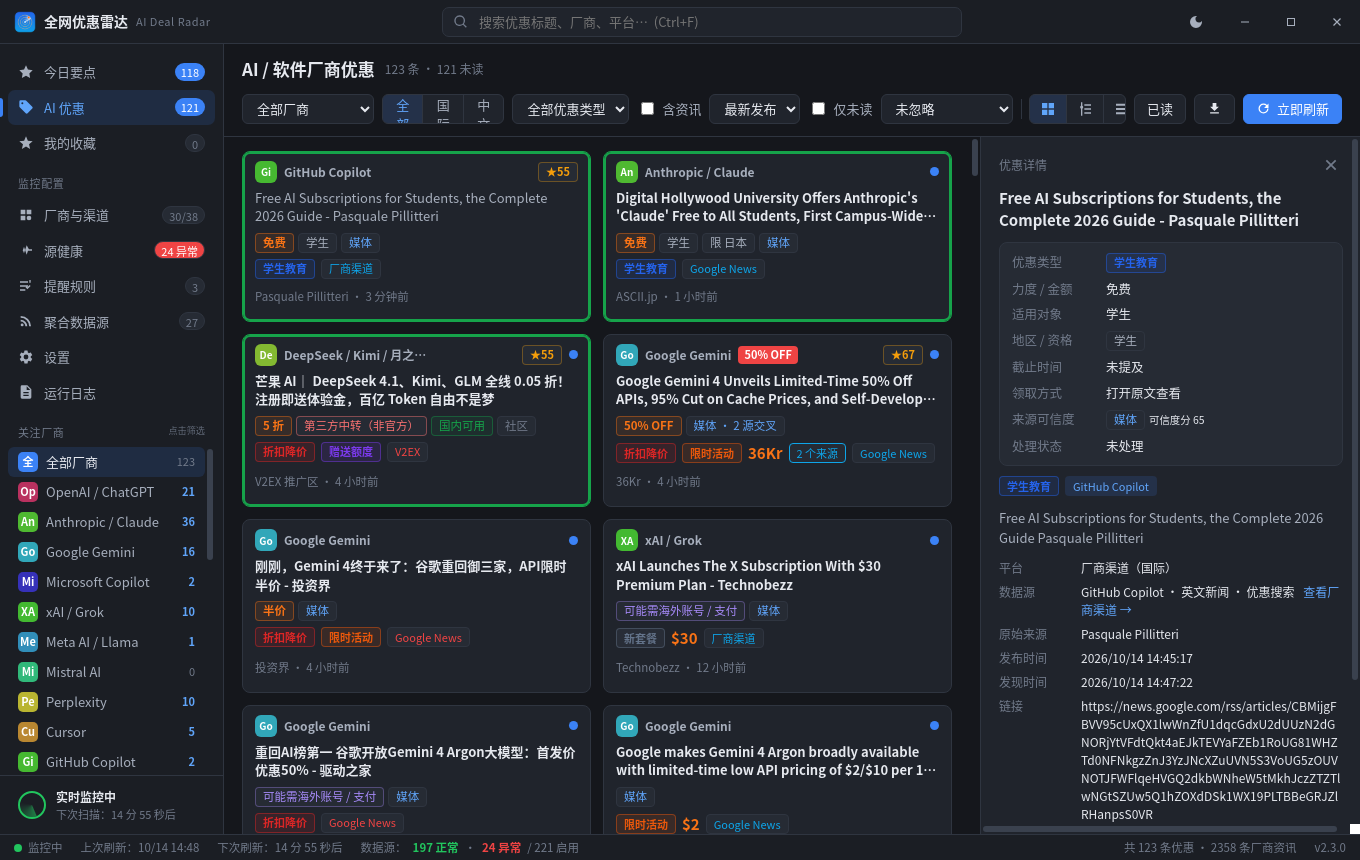 全网优惠雷达 AI Deal Radar
搜索优惠标题、厂商、平台… (Ctrl+F)
今日要点 118
AI 优惠 121
我的收藏 0
监控配置
厂商与渠道 30/38
源健康 24 异常
提醒规则 3
聚合数据源 27
设置
运行日志
关注厂商 点击筛选
全 全部厂商 123
Op OpenAI / ChatGPT 21
An Anthropic / Claude 36
Go Google Gemini 16
Mi Microsoft Copilot 2
XA xAI / Grok 10
Me Meta AI / Llama 1
Mi Mistral AI 0
Pe Perplexity 10
Cu Cursor 5
Gi GitHub Copilot 2
实时监控中
下次扫描：14 分 55 秒后
AI / 软件厂商优惠 123 条 · 121 未读
全部厂商 全部 国际 中文 全部优惠类型 含资讯 最新发布 仅未读 未忽略 已读 立即刷新
Gi GitHub Copilot ★55
Free AI Subscriptions for Students, the Complete
2026 Guide - Pasquale Pillitteri
免费 学生 媒体
学生教育 厂商渠道
Pasquale Pillitteri · 3 分钟前
An Anthropic / Claude
Digital Hollywood University Offers Anthropic's
'Claude' Free to All Students, First Campus-Wide…
免费 学生 限 日本 媒体
学生教育 Google News
ASCII.jp · 1 小时前
De DeepSeek / Kimi / 月之… ★55
芒果 AI｜ DeepSeek 4.1、Kimi、GLM 全线 0.05 折!
注册即送体验金，百亿 Token 自由不是梦
5 折 第三方中转（非官方） 国内可用 社区
折扣降价 赠送额度 V2EX
V2EX 推广区 · 4 小时前
Go Google Gemini 50% OFF ★67
Google Gemini 4 Unveils Limited-Time 50% Off
APIs, 95% Cut on Cache Prices, and Self-Develop…
50% OFF 媒体 · 2 源交叉
折扣降价 限时活动 36Kr 2 个来源 Google News
36Kr · 4 小时前
Go Google Gemini
刚刚，Gemini 4终于来了：谷歌重回御三家，API限时
半价 - 投资界
半价 媒体
折扣降价 限时活动 Google News
投资界 · 4 小时前
XA xAI / Grok
xAI Launches The X Subscription With $30
Premium Plan - Technobezz
可能需海外账号 / 支付 媒体
新套餐 $30 厂商渠道
Technobezz · 12 小时前
Go Google Gemini
重回AI榜第一 谷歌开放Gemini 4 Argon大模型：首发价
优惠50% - 驱动之家
可能需海外账号 / 支付 媒体
折扣降价 Google News
Go Google Gemini
Google makes Gemini 4 Argon broadly available
with limited-time low API pricing of $2/$10 per 1…
媒体
限时活动 $2 Google News
优惠详情
Free AI Subscriptions for Students, the
Complete 2026 Guide - Pasquale Pillitteri
优惠类型 学生教育
力度 / 金额 免费
适用对象 学生
地区 / 资格 学生
截止时间 未提及
领取方式 打开原文查看
来源可信度 媒体 可信度分 65
处理状态 未处理
学生教育 GitHub Copilot
Free AI Subscriptions for Students, the Complete 2026
Guide Pasquale Pillitteri
平台 厂商渠道（国际）
数据源 GitHub Copilot · 英文新闻 · 优惠搜索 查看厂
商渠道 →
原始来源 Pasquale Pillitteri
发布时间 2026/10/14 14:45:17
发现时间 2026/10/14 14:47:22
链接 https://news.google.com/rss/articles/CBMijgF
BVV95cUxQX1lwWnZfU1dqcGdxU2dUUzN2dG
NORjYtVFdtQkt4aEJkTEVYaFZEb1RoUG81WHZ
Td0NFNkgzZnJ3YzJNcXZuUVN5S3VoUG5zOUV
NOTJFWFlqeHVGQ2dkbWNheW5tMkhJczZTZTl
wNGtSZUw5Q1hZOXdDSk1WX19PLTBBeGRJZl
RHanpsS0VR
监控中 上次刷新：10/14 14:48 下次刷新：14 分 55 秒后 数据源： 197 正常 · 24 异常 / 221 启用 共 123 条优惠 · 2358 条厂商资讯 v2.3.0